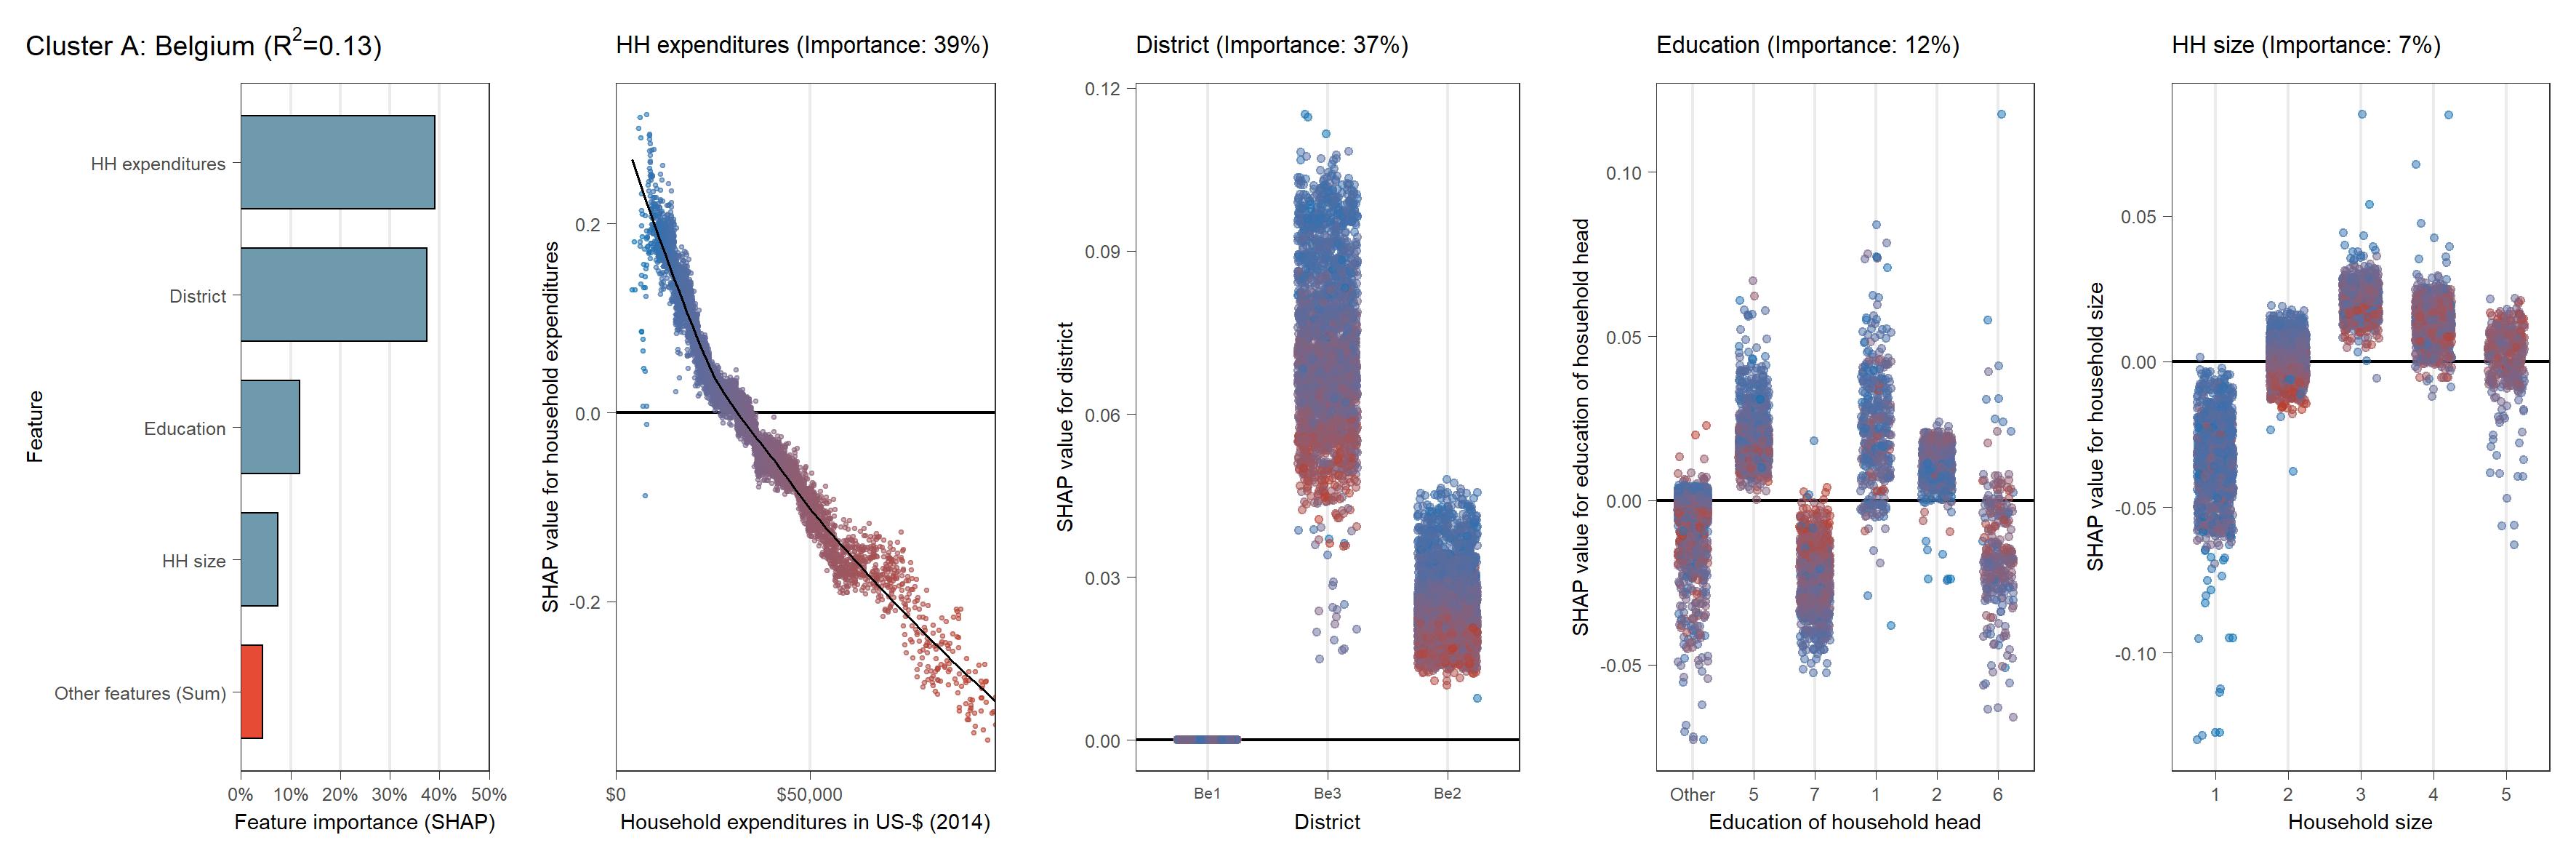 Cluster A: Belgium (R2=0.13)
Feature
HH expenditures
District
Education
HH size
Other features (Sum)
0% 10% 20% 30% 40% 50%
Feature importance (SHAP)
HH expenditures (Importance: 39%)
SHAP value for household expenditures
0.2
0.0
-0.2
$0 $50,000
Household expenditures in US-$ (2014)
District (Importance: 37%)
SHAP value for district
0.12
0.09
0.06
0.03
0.00
Be1 Be3 Be2
District
Education (Importance: 12%)
SHAP value for education of household head
0.10
0.05
0.00
-0.05
Other 5 7 1 2 6
Education of household head
HH size (Importance: 7%)
SHAP value for household size
0.05
0.00
-0.05
-0.10
1 2 3 4 5
Household size